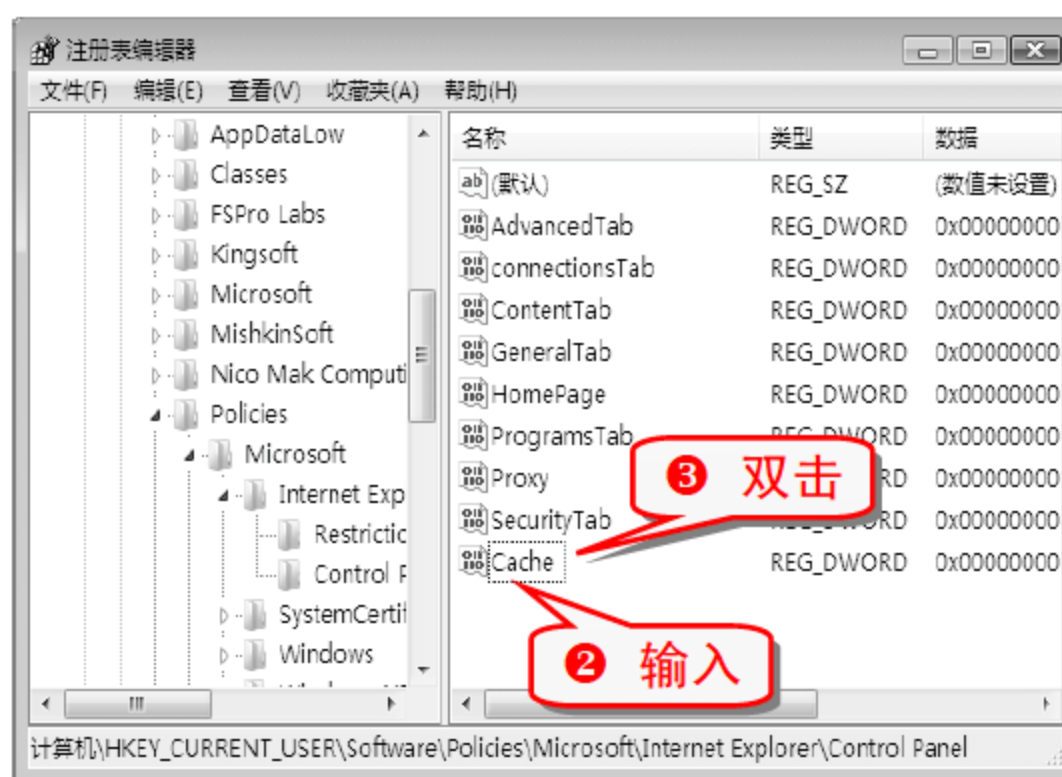 注册表编辑器
文件(F) 编辑(E) 查看(V) 收藏夹(A) 帮助(H)
AppDataLow
Classes
FSPro Labs
Kingsoft
Microsoft
MishkinSoft
Nico Mak Computi
Policies
Microsoft
Internet Exp
Restrictic
Control P
SystemCertif
Windows
名称 类型 数据
(默认) REG_SZ (数值未设置)
AdvancedTab REG_DWORD 0x00000000
connectionsTab REG_DWORD 0x00000000
ContentTab REG_DWORD 0x00000000
GeneralTab REG_DWORD 0x00000000
HomePage REG_DWORD 0x00000000
ProgramsTab REG_DWORD 0x00000000
Proxy RD 0x00000000
SecurityTab REG_DWORD 0x00000000
Cache REG_DWORD 0x00000000
❸ 双击
❷ 输入
计算机\HKEY_CURRENT_USER\Software\Policies\Microsoft\Internet Explorer\Control Panel